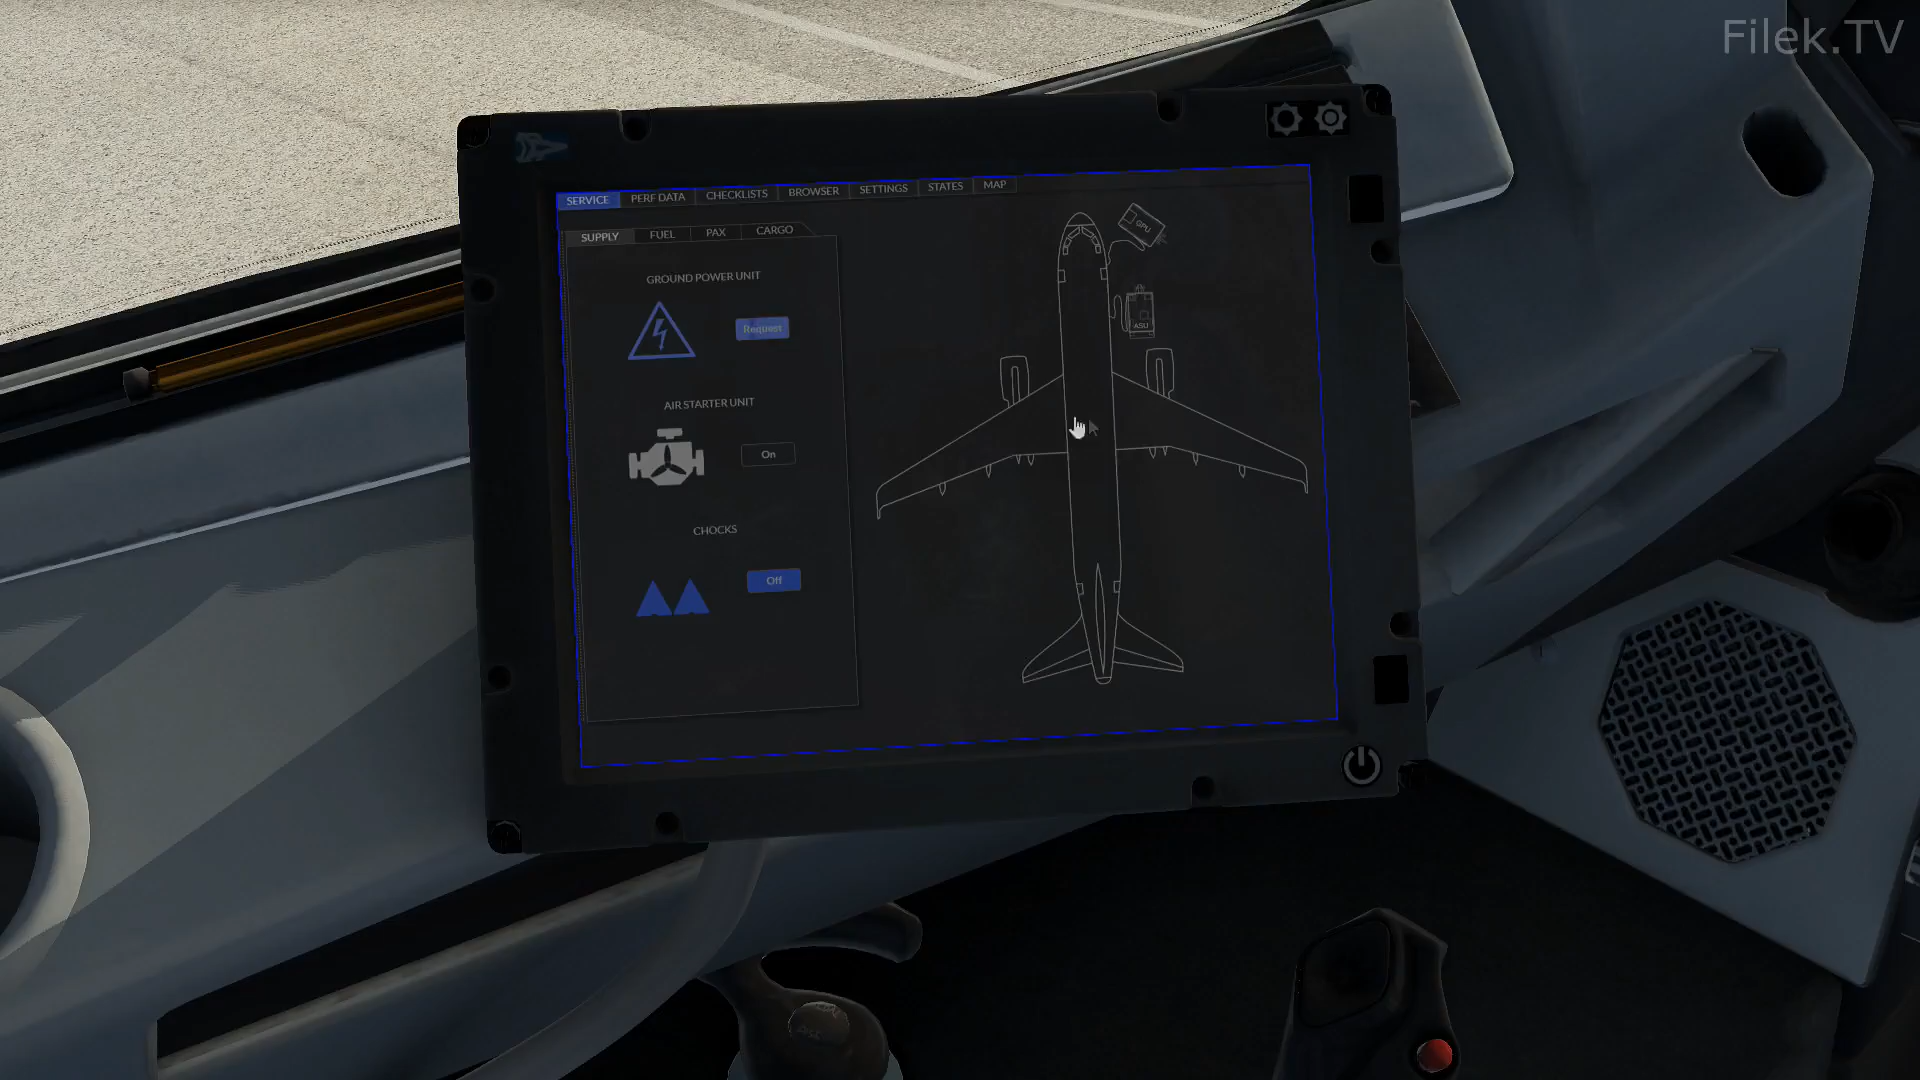 Filek.TV
SERVICE PERF DATA CHECKLISTS BROWSER SETTINGS STATES MAP
SUPPLY FUEL PAX CARGO
GROUND POWER UNIT
Request
AIR STARTER UNIT
On
CHOCKS
Off
GPU
ASU